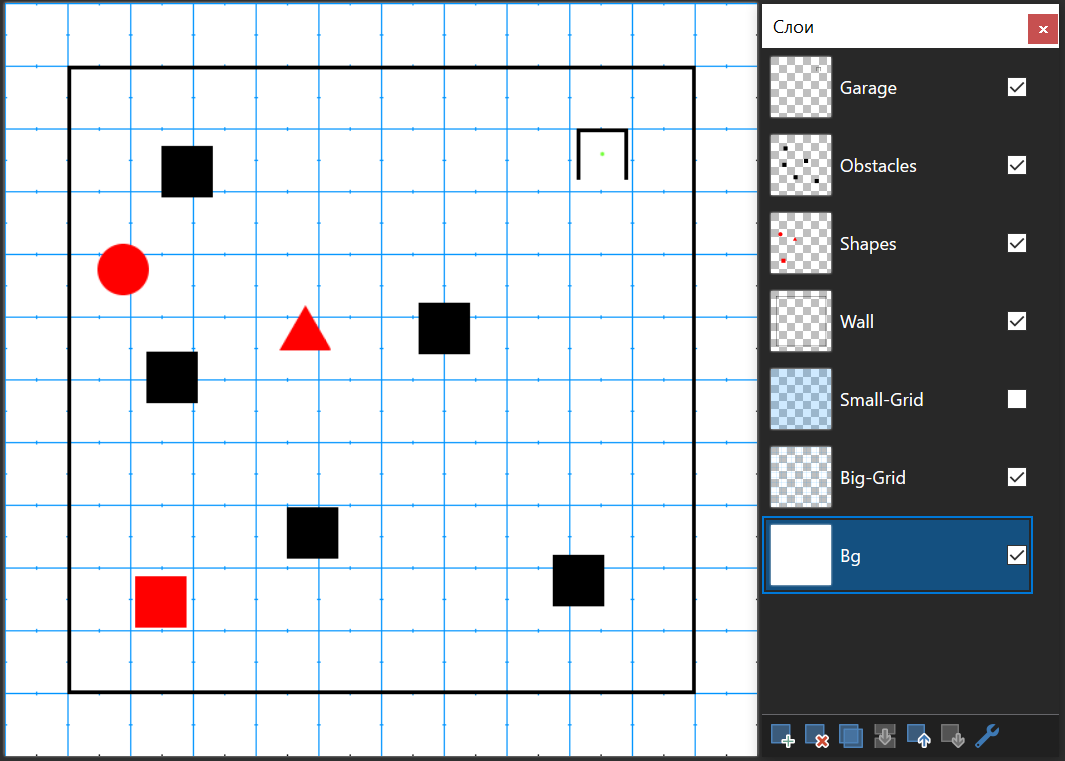 Слои
Garage
Obstacles
Shapes
Wall
Small-Grid
Big-Grid
Bg